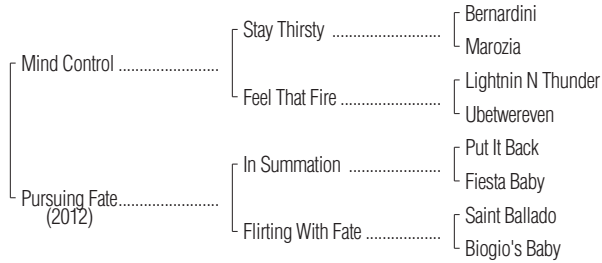 Bernardini
Stay Thirsty ........................
Marozia
Mind Control ......................
Lightnin N Thunder
Feel That Fire ......................
Ubetwereven
Put It Back
In Summation ....................
Fiesta Baby
Pursuing Fate......................
(2012)
Saint Ballado
Flirting With Fate ................
Biogio's Baby